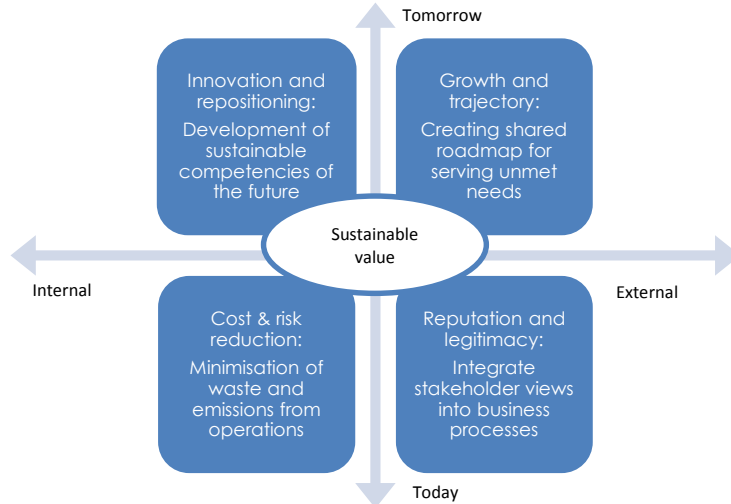 Tomorrow
Innovation and
repositioning:
Development of
sustainable
competencies of
the future
Growth and
trajectory:
Creating shared
roadmap for
serving unmet
needs
Sustainable
value
Internal
External
Cost & risk
reduction:
Minimisation of
waste and
emissions from
operations
Reputation and
legitimacy:
Integrate
stakeholder views
into business
processes
Today